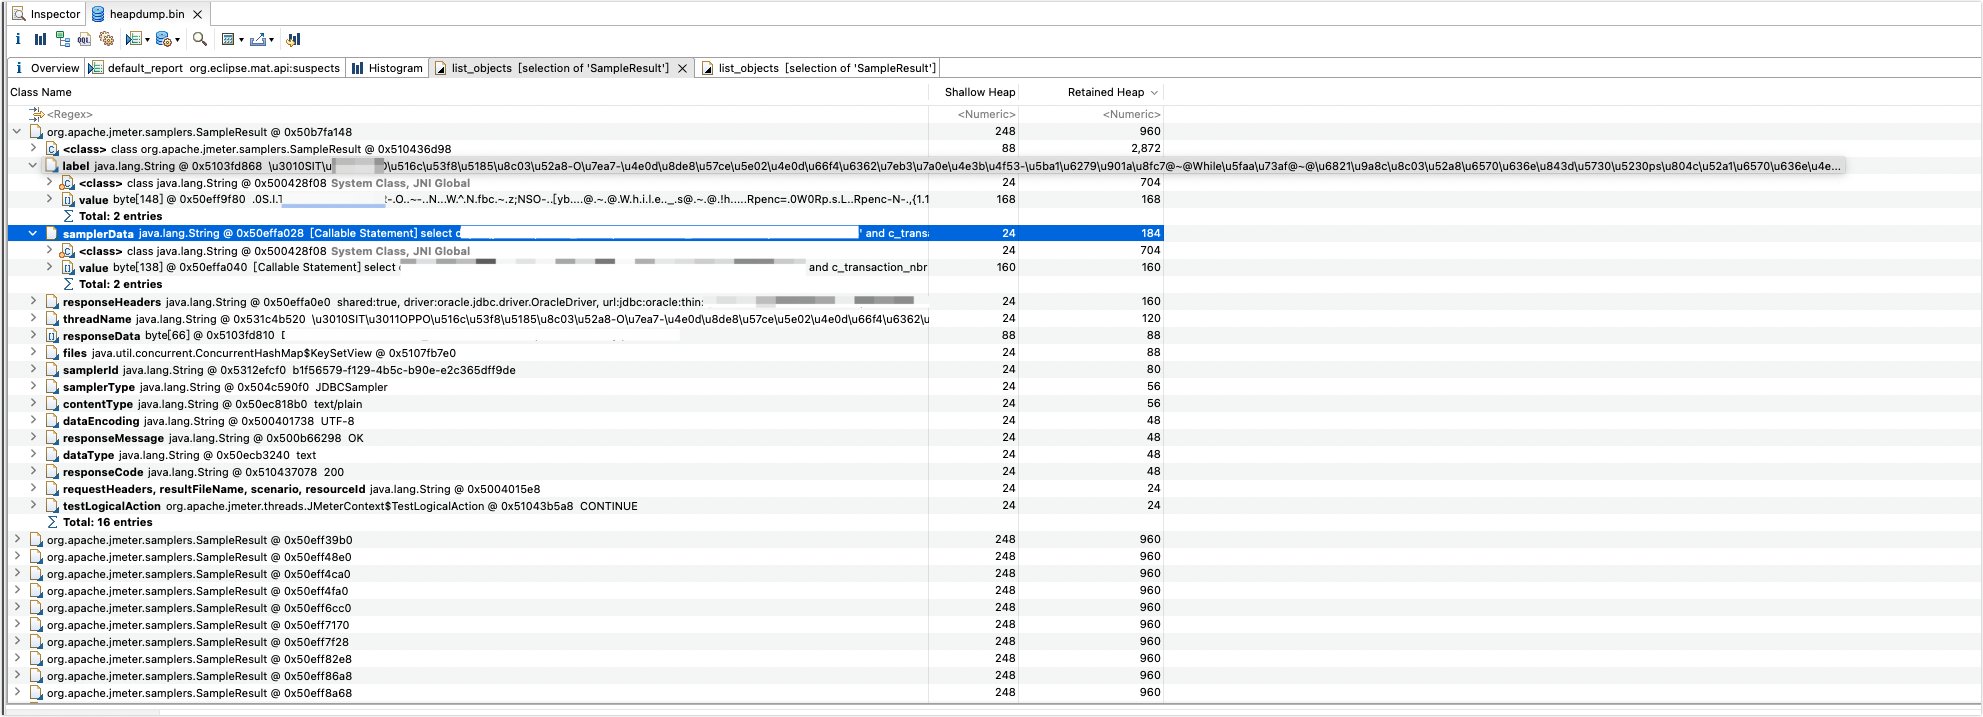 Inspector heapdump.bin
Overview default_report org.eclipse.mat.api:suspects Histogram list_objects [selection of 'SampleResult'] list_objects [selection of 'SampleResult']
Class Name Shallow Heap Retained Heap
<Regex> <Numeric> <Numeric>
org.apache.jmeter.samplers.SampleResult @ 0x50b7fa148 248 960
<class> class org.apache.jmeter.samplers.SampleResult @ 0x510436d98 88 2,872
label java.lang.String @ 0x5103fd868 \u3010SIT\u \u516c\u53f8\u5185\u8c03\u52a8-O\u7ea7-\u4e0d\u8de8\u57ce\u5e02\u4e0d\u66f4\u6362\u7eb3\u7a0e\u4e3b\u4f53-\u5ba1\u6279\u901a\u8fc7@~@While\u5faa\u73af@~@\u6821\u9a8c\u8c03\u52a8\u6570\u636e\u843d\u5730\u5230ps\u804c\u52a1\u6570\u636e\u4e...
<class> class java.lang.String @ 0x500428f08 System Class, JNI Global 24 704
value byte[148] @ 0x50eff9f80 .0S.I. -.O..~-..N...W.^.N.fbc.~.z;NSO-..[yb....@.~.@.W.h.i.l.e.._.s@.~.@.!h.....Rpenc=.0W0Rp.s.L..Rpenc-N-.,{1.1 168 168
Total: 2 entries
samplerData java.lang.String @ 0x50effa028 [Callable Statement] select ' and c_transa 24 184
<class> class java.lang.String @ 0x500428f08 System Class, JNI Global 24 704
value byte[138] @ 0x50effa040 [Callable Statement] select and c_transaction_nbr 160 160
Total: 2 entries
responseHeaders java.lang.String @ 0x50effa0e0 shared:true, driver:oracle.jdbc.driver.OracleDriver, url:jdbc:oracle:thin: 24 160
threadName java.lang.String @ 0x531c4b520 \u3010SIT\u3011OPPO\u516c\u53f8\u5185\u8c03\u52a8-O\u7ea7-\u4e0d\u8de8\u57ce\u5e02\u4e0d\u66f4\u6362\u 24 120
responseData byte[66] @ 0x5103fd810 [ 88 88
files java.util.concurrent.ConcurrentHashMap$KeySetView @ 0x5107fb7e0 24 88
samplerId java.lang.String @ 0x5312efcf0 b1f56579-f129-4b5c-b90e-e2c365dff9de 24 80
samplerType java.lang.String @ 0x504c590f0 JDBCSampler 24 56
contentType java.lang.String @ 0x50ec818b0 text/plain 24 56
dataEncoding java.lang.String @ 0x500401738 UTF-8 24 48
responseMessage java.lang.String @ 0x500b66298 OK 24 48
dataType java.lang.String @ 0x50ecb3240 text 24 48
responseCode java.lang.String @ 0x510437078 200 24 48
requestHeaders, resultFileName, scenario, resourceId java.lang.String @ 0x5004015e8 24 24
testLogicalAction org.apache.jmeter.threads.JMeterContext$TestLogicalAction @ 0x51043b5a8 CONTINUE 24 24
Total: 16 entries
org.apache.jmeter.samplers.SampleResult @ 0x50eff39b0 248 960
org.apache.jmeter.samplers.SampleResult @ 0x50eff48e0 248 960
org.apache.jmeter.samplers.SampleResult @ 0x50eff4ca0 248 960
org.apache.jmeter.samplers.SampleResult @ 0x50eff4fa0 248 960
org.apache.jmeter.samplers.SampleResult @ 0x50eff6cc0 248 960
org.apache.jmeter.samplers.SampleResult @ 0x50eff7170 248 960
org.apache.jmeter.samplers.SampleResult @ 0x50eff7f28 248 960
org.apache.jmeter.samplers.SampleResult @ 0x50eff82e8 248 960
org.apache.jmeter.samplers.SampleResult @ 0x50eff86a8 248 960
org.apache.jmeter.samplers.SampleResult @ 0x50eff8a68 248 960